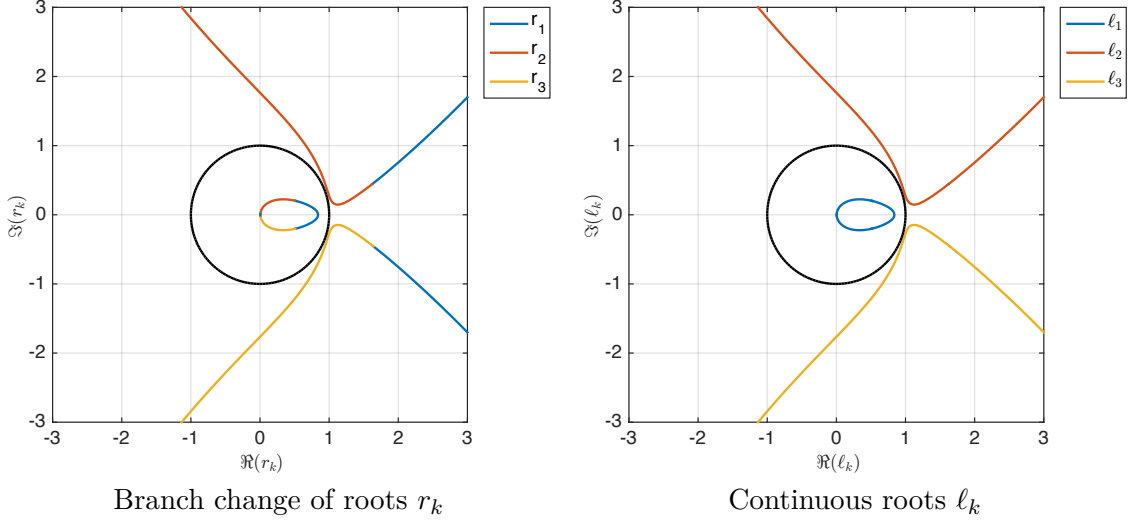 3
2
1
0
-1
-2
-3
-3 -2 -1 0 1 2 3
ℑ(r_k)
ℜ(r_k)
r_1
r_2
r_3
Branch change of roots r_k
3
2
1
0
-1
-2
-3
-3 -2 -1 0 1 2 3
ℑ(ℓ_k)
ℜ(ℓ_k)
ℓ_1
ℓ_2
ℓ_3
Continuous roots ℓ_k